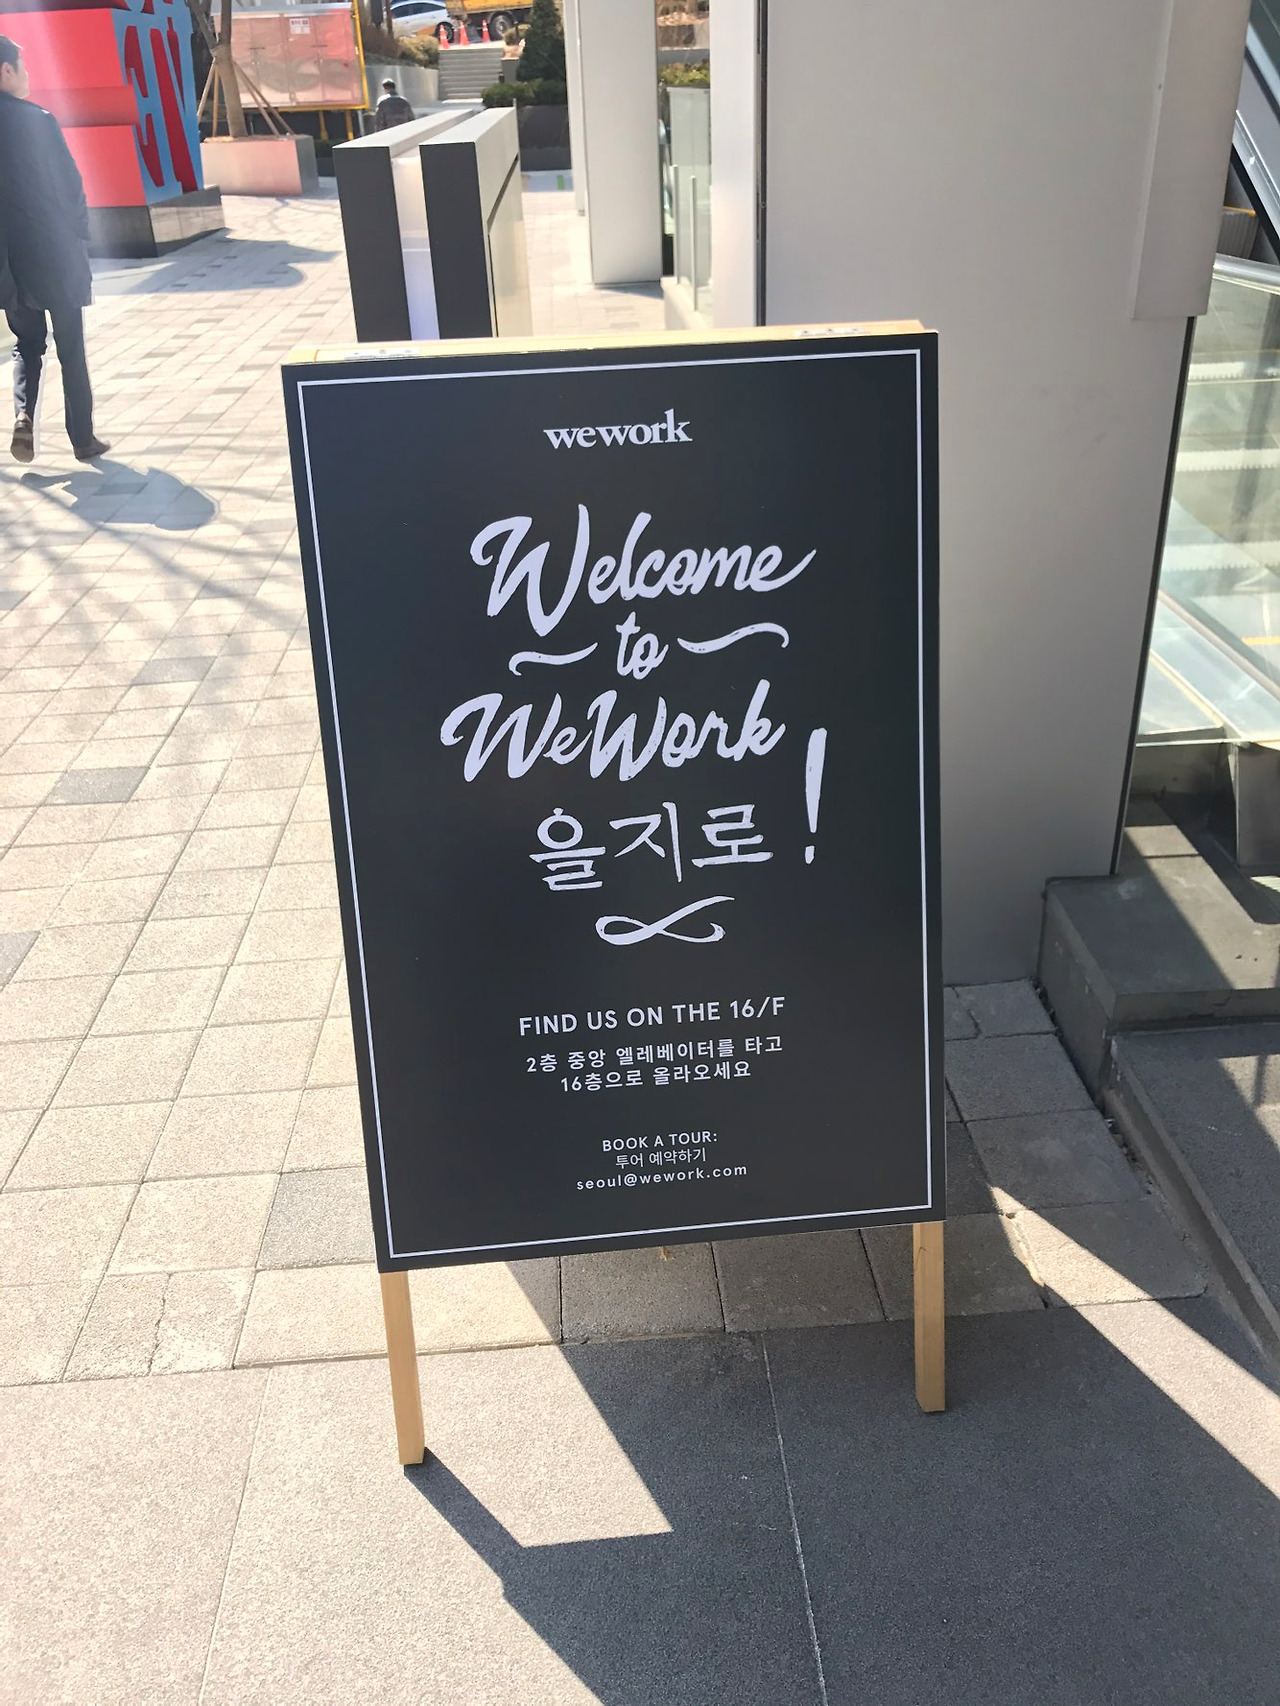 wework
Welcome
to
WeWork
을지로!
FIND US ON THE 16/F
2층 중앙 엘레베이터를 타고
16층으로 올라오세요
BOOK A TOUR:
투어 예약하기
seoul@wework.com